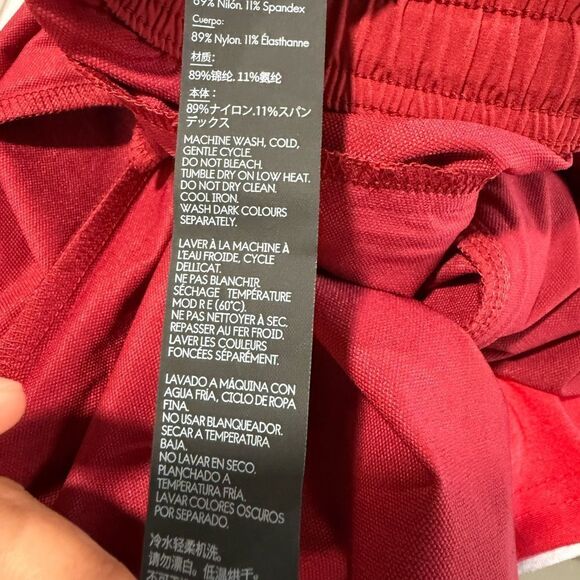 89% Nilón. 11% Spandex
Cuerpo:
89% Nylon. 11% Élasthanne
材质:
89%锦纶. 11%氨纶
本体：
89%ナイロン.11%スパン
デックス
MACHINE WASH, COLD,
GENTLE CYCLE.
DO NOT BLEACH.
TUMBLE DRY ON LOW HEAT.
DO NOT DRY CLEAN.
COOL IRON.
WASH DARK COLOURS
SEPARATELY.
LAVER À LA MACHINE À
L'EAU FROIDE, CYCLE
DELLICAT.
NE PAS BLANCHIR.
SÉCHAGE TEMPÉRATURE
MOD R E (60°C)
NE PAS NETTOYER À SEC.
REPASSER AU FER FROID.
LAVER LES COULEURS
FONCÉES SÉPARÉMENT.
LAVADO A MÁQUINA CON
AGUA FRÍA, CICLO DE ROPA
FINA.
NO USAR BLANQUEADOR.
SECAR A TEMPERATURA
BAJA.
NO LAVAR EN SECO.
PLANCHADO A
TEMPERATURA FRÍA.
LAVAR COLORES OSCUROS
POR SEPARADO.
冷水轻柔机洗。
请勿漂白。低温烘干。
不可干